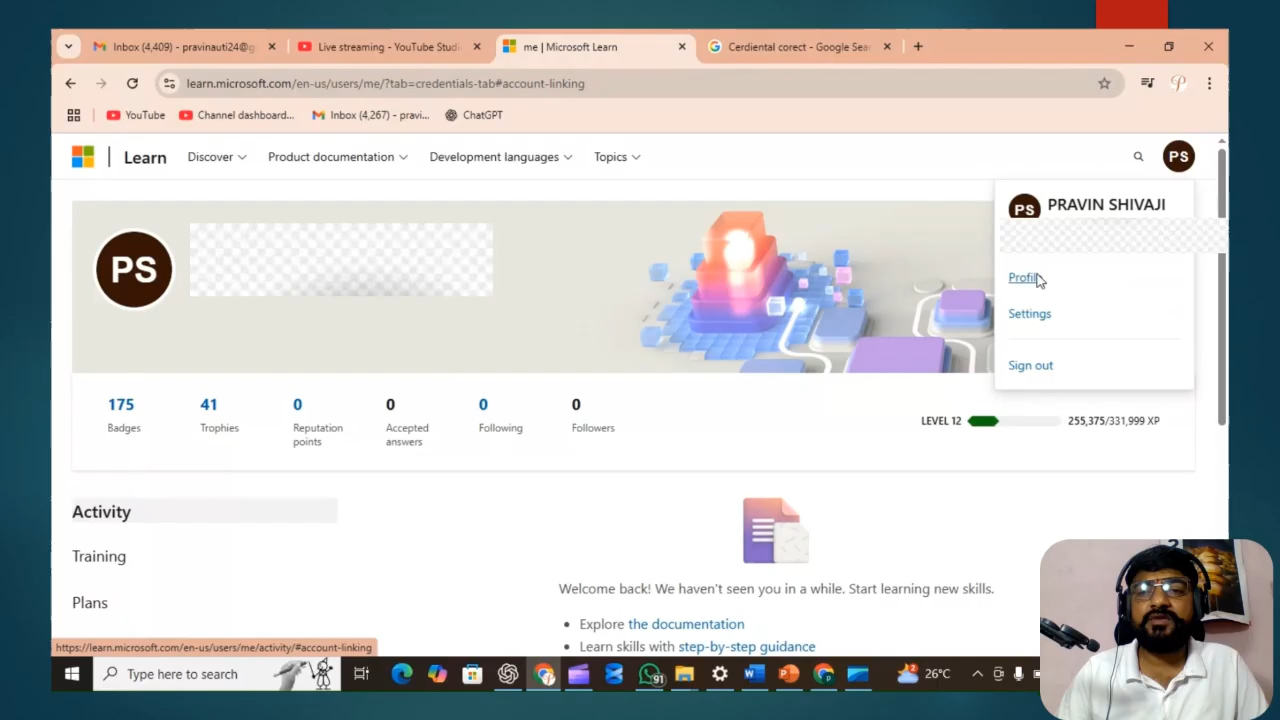 Inbox (4,409) - pravinauti24@g
Live streaming - YouTube Studi
me | Microsoft Learn
Cerdiental corect - Google Sea
learn.microsoft.com/en-us/users/me/?tab=credentials-tab#account-linking
YouTube
Channel dashboard...
Inbox (4,267) - pravi...
ChatGPT
Learn
Discover
Product documentation
Development languages
Topics
PS
PS
PRAVIN SHIVAJI
PS
Profil
Settings
Sign out
175
Badges
41
Trophies
0
Reputation
points
0
Accepted
answers
0
Following
0
Followers
LEVEL 12
255,375/331,999 XP
Activity
Training
Plans
Welcome back! We haven't seen you in a while. Start learning new skills.
Explore the documentation
Learn skills with step-by-step guidance
https://learn.microsoft.com/en-us/users/me/activity/#account-linking
Type here to search
91
2
26°C